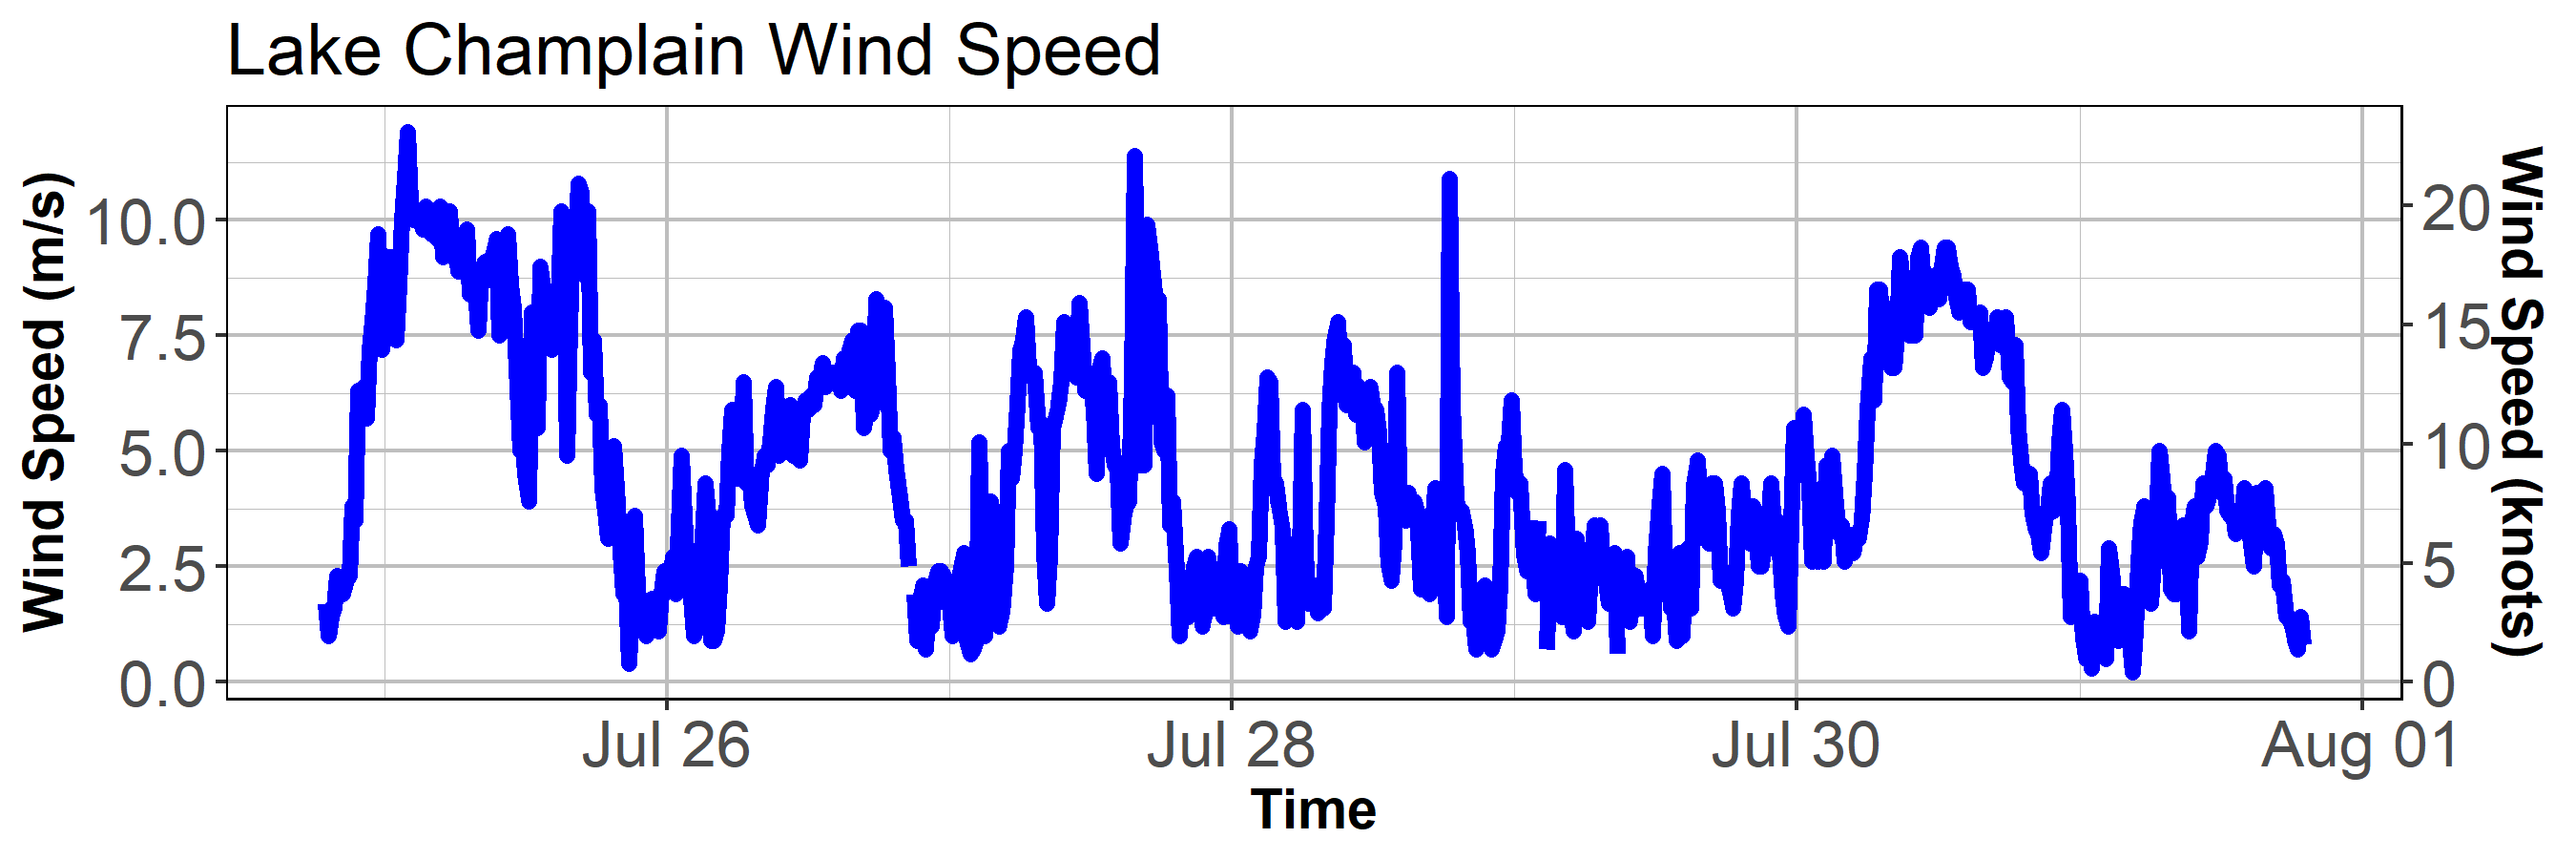 Lake Champlain Wind Speed
Wind Speed (m/s)
10.0
7.5
5.0
2.5
0.0
20
15
10
5
0
Wind Speed (knots)
Jul 26
Jul 28
Jul 30
Aug 01
Time